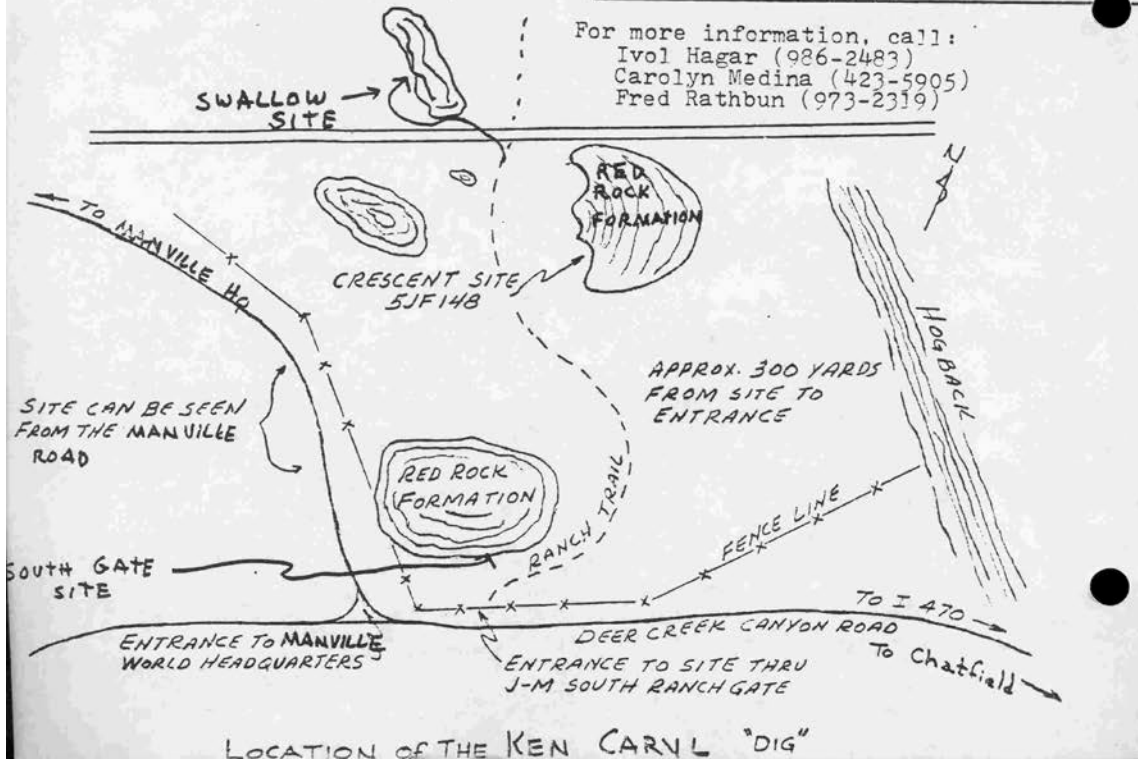 For more information, call:
Ivol Hagar (986-2483)
Carolyn Medina (423-5905)
Fred Rathbun (973-2319)
SWALLOW
SITE
N
RED
ROCK
FORMATION
← TO MANVILLE HQ
CRESCENT SITE
5JF148
HOGBACK
APPROX. 300 YARDS
FROM SITE TO
ENTRANCE
SITE CAN BE SEEN
FROM THE MANVILLE
ROAD
RED ROCK
FORMATION
RANCH TRAIL
FENCE LINE
SOUTH GATE
SITE
TO I 470 →
DEER CREEK CANYON ROAD
To Chatfield
ENTRANCE TO MANVILLE
WORLD HEADQUARTERS
ENTRANCE TO SITE THRU
J-M SOUTH RANCH GATE
LOCATION OF THE KEN CARYL "DIG"